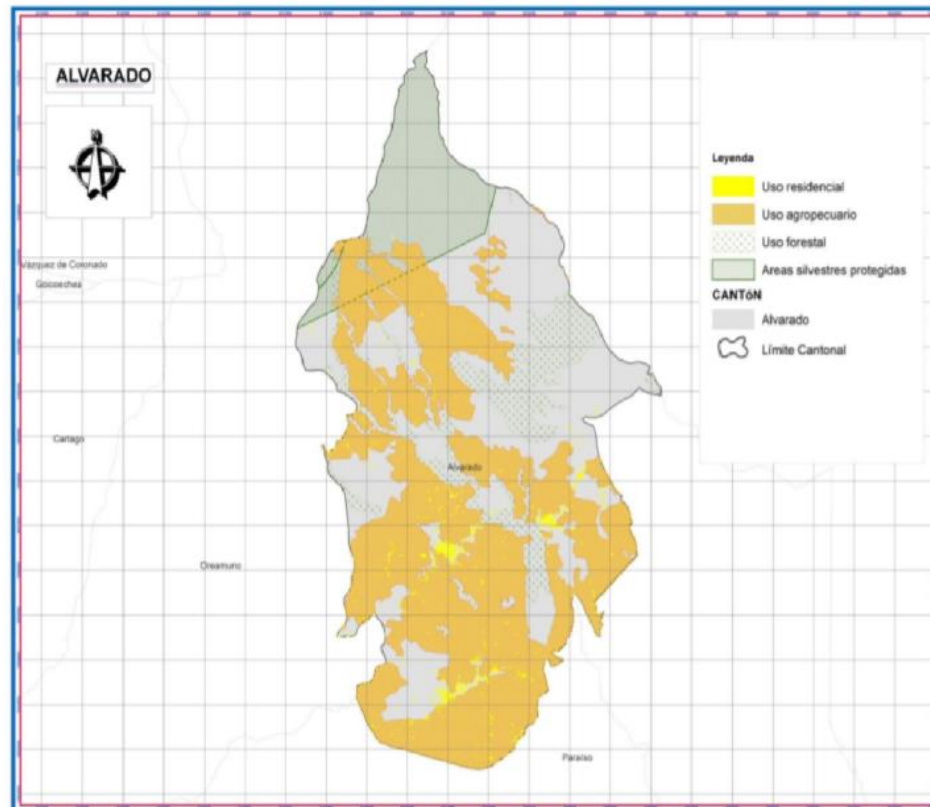 ALVARADO
Leyenda
Uso residencial
Uso agropecuario
Uso forestal
Areas silvestres protegidas
CANTóN
Alvarado
Límite Cantonal
Vázquez de Coronado
Goicoechea
Cartago
Alvarado
Oreamuno
Paraíso